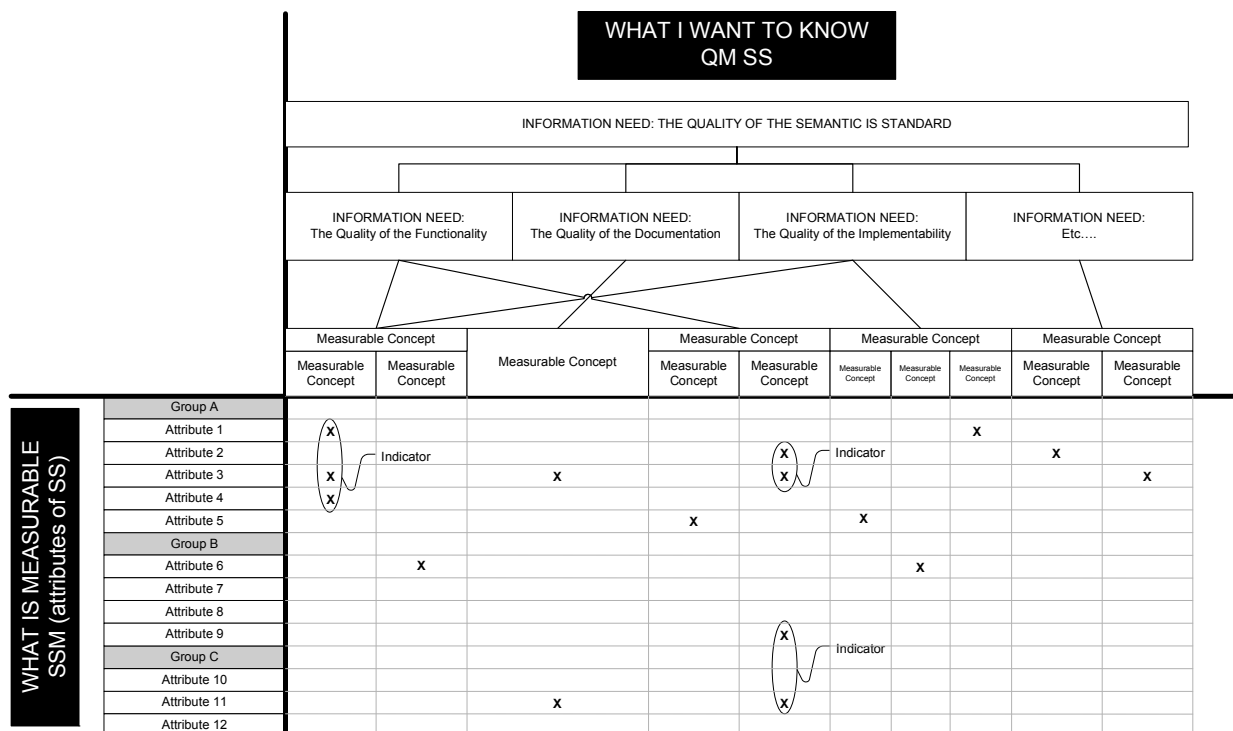 WHAT I WANT TO KNOW
QM SS
INFORMATION NEED: THE QUALITY OF THE SEMANTIC IS STANDARD
INFORMATION NEED:
The Quality of the Functionality
INFORMATION NEED:
The Quality of the Documentation
INFORMATION NEED:
The Quality of the Implementability
INFORMATION NEED:
Etc....
Measurable Concept
Measurable Concept
Measurable Concept
Measurable Concept
Measurable Concept
Measurable
Concept
Measurable
Concept
Measurable
Concept
Measurable
Concept
Measurable
Concept
Measurable
Concept
Measurable
Concept
Measurable
Concept
Measurable
Concept
WHAT IS MEASURABLE
SSM (attributes of SS)
Group A
Attribute 1 X X
Attribute 2 Indicator X Indicator X
Attribute 3 X X X X
Attribute 4 X
Attribute 5 X X
Group B
Attribute 6 X X
Attribute 7
Attribute 8
Attribute 9 X Indicator
Group C
Attribute 10
Attribute 11 X X
Attribute 12